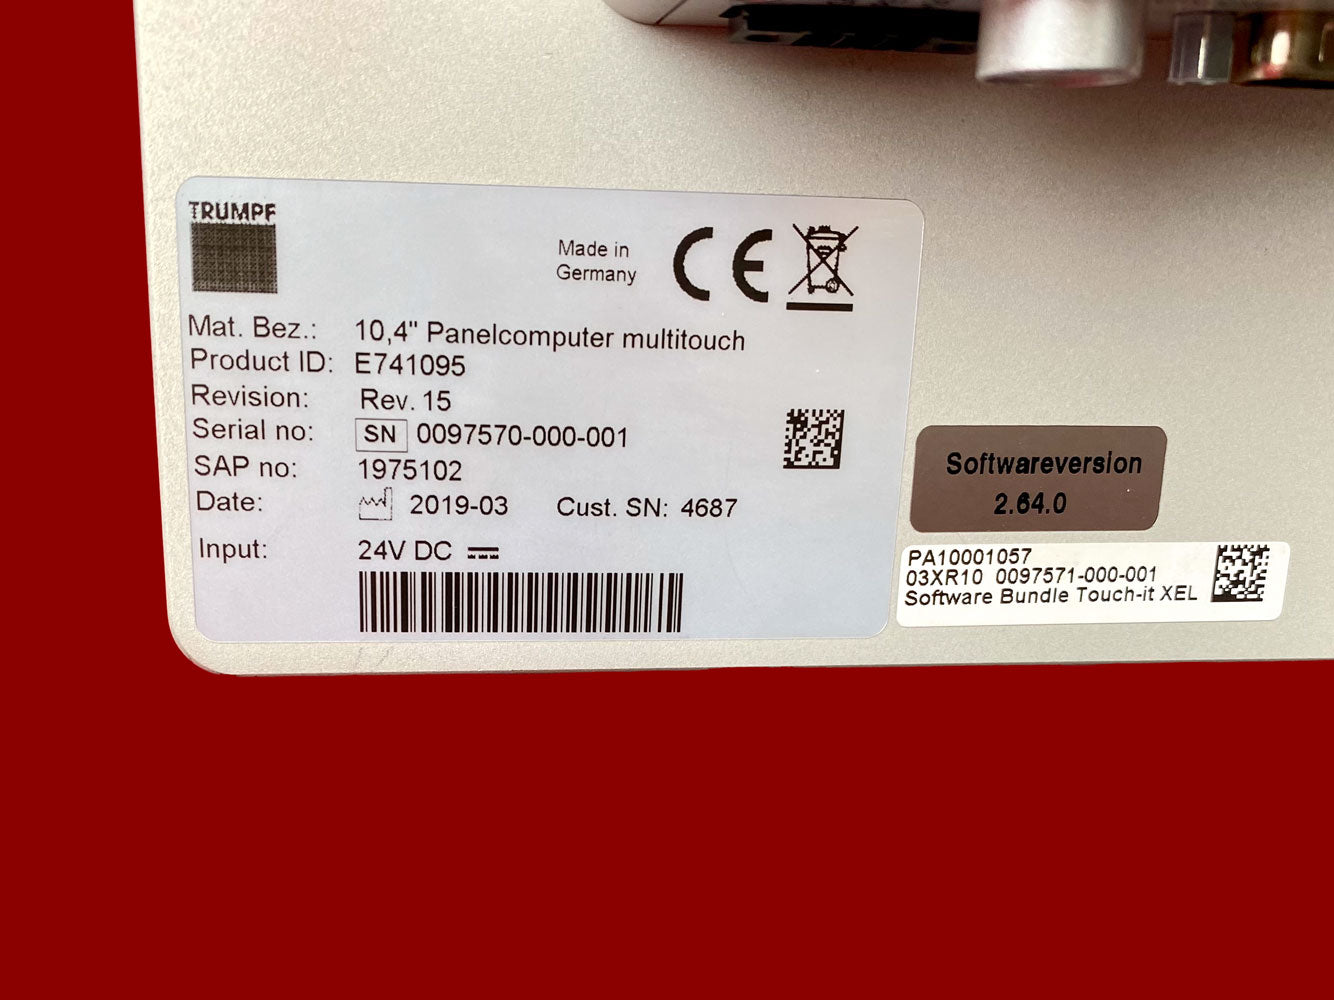 TRUMPF
Made in
Germany
CE
Mat. Bez.: 10,4" Panelcomputer multitouch
Product ID: E741095
Revision: Rev. 15
Serial no: SN 0097570-000-001
SAP no: 1975102
Date: 2019-03 Cust. SN: 4687
Input: 24V DC
Softwareversion
2.64.0
PA10001057
03XR10 0097571-000-001
Software Bundle Touch-it XEL